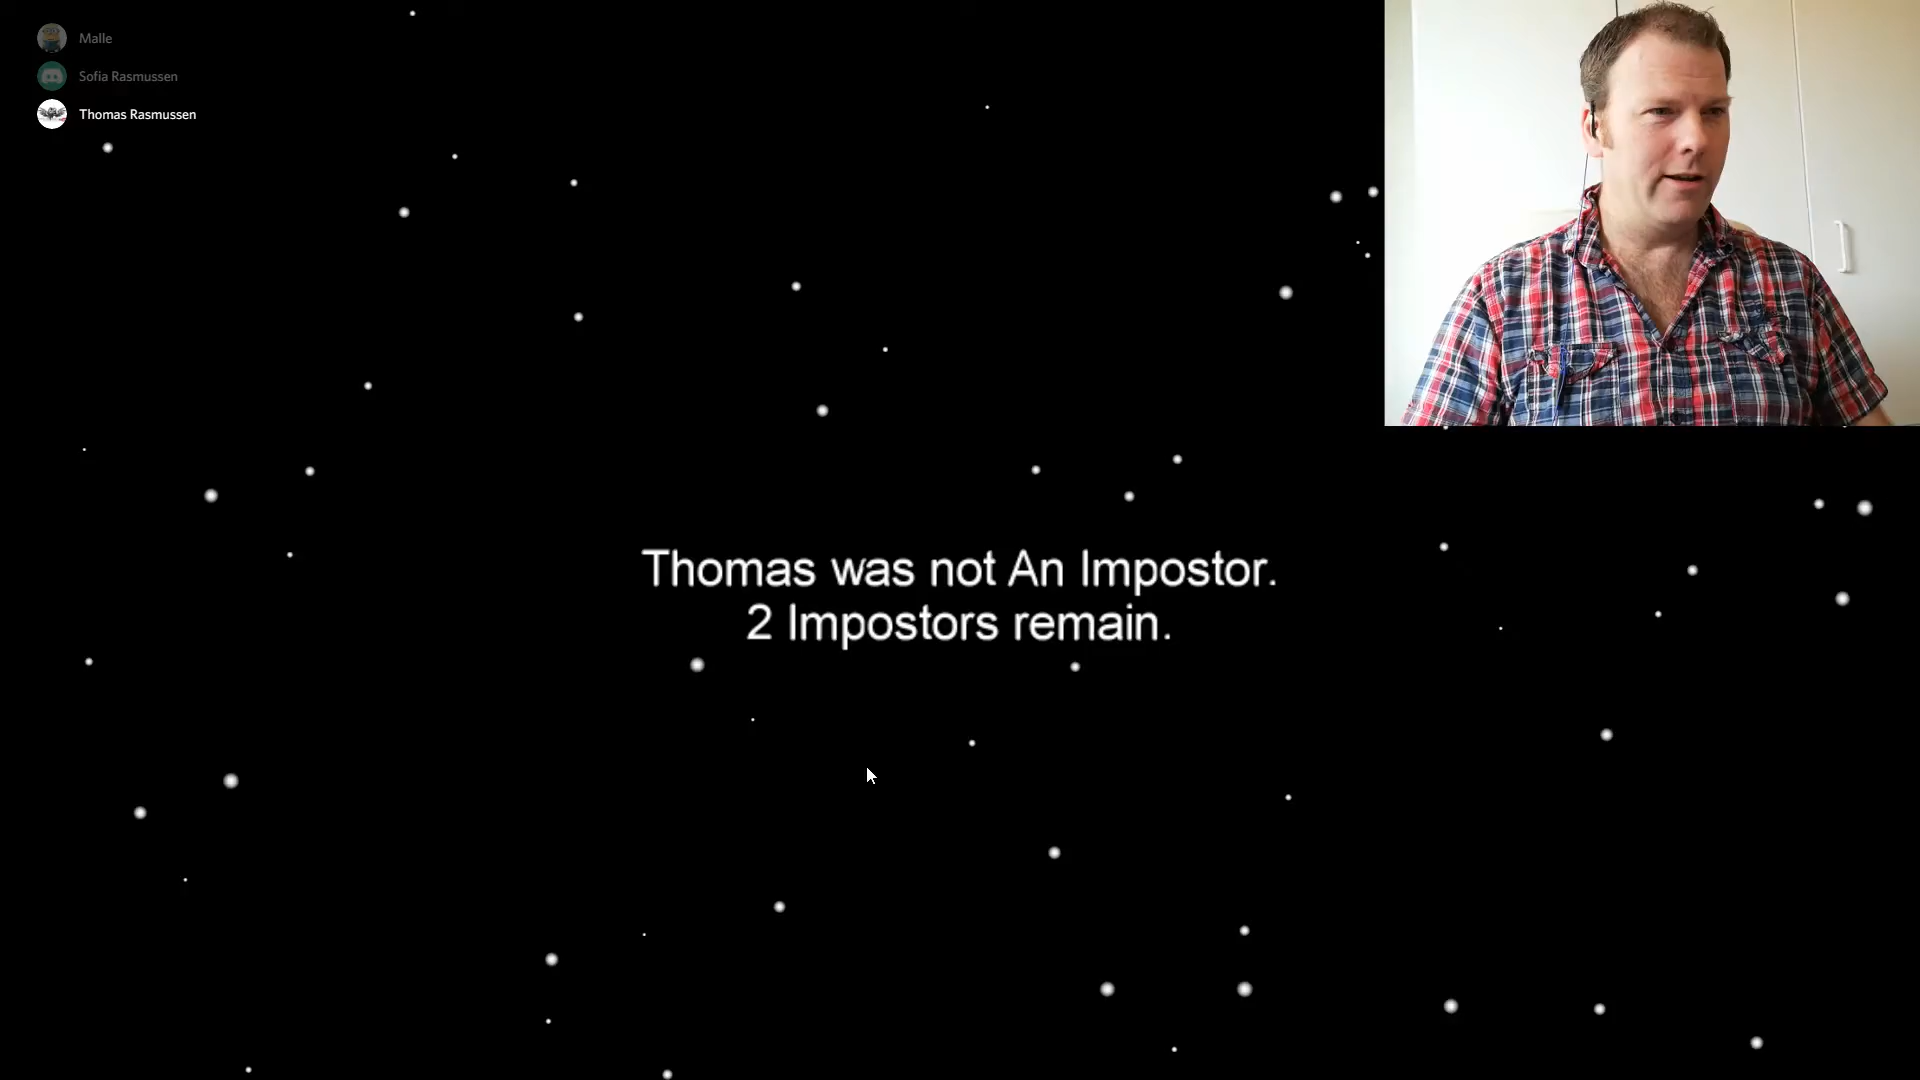 Malle
Sofia Rasmussen
Thomas Rasmussen
Thomas was not An Impostor.
2 Impostors remain.